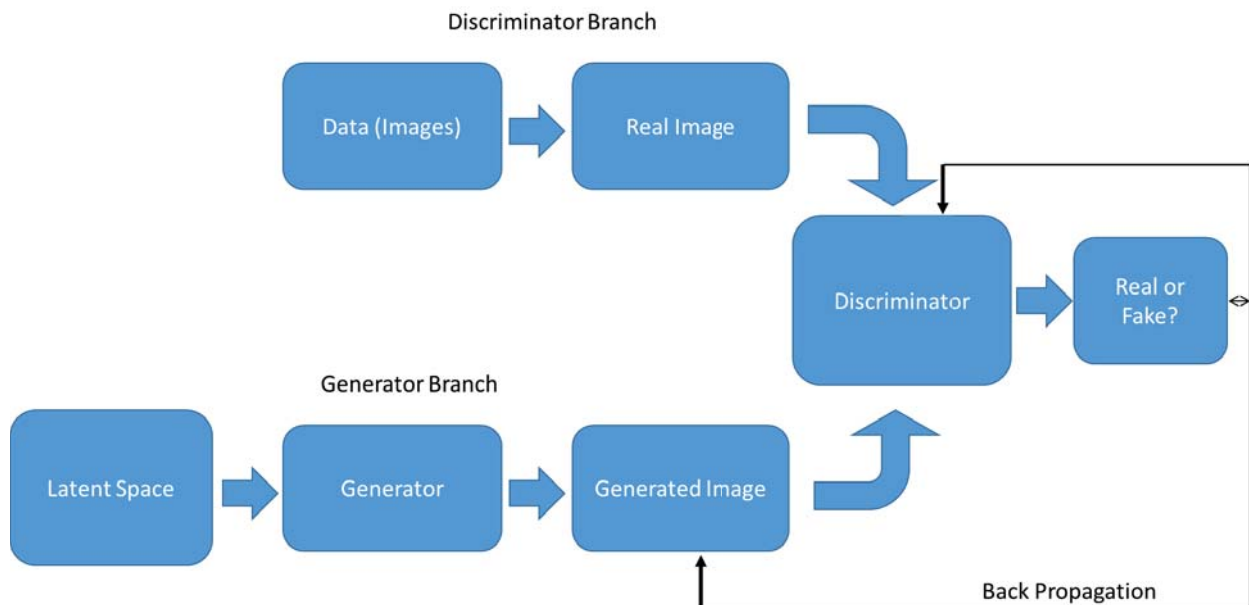 Discriminator Branch
Data (Images)
Real Image
Discriminator
Real or
Fake?
Generator Branch
Latent Space
Generator
Generated Image
Back Propagation